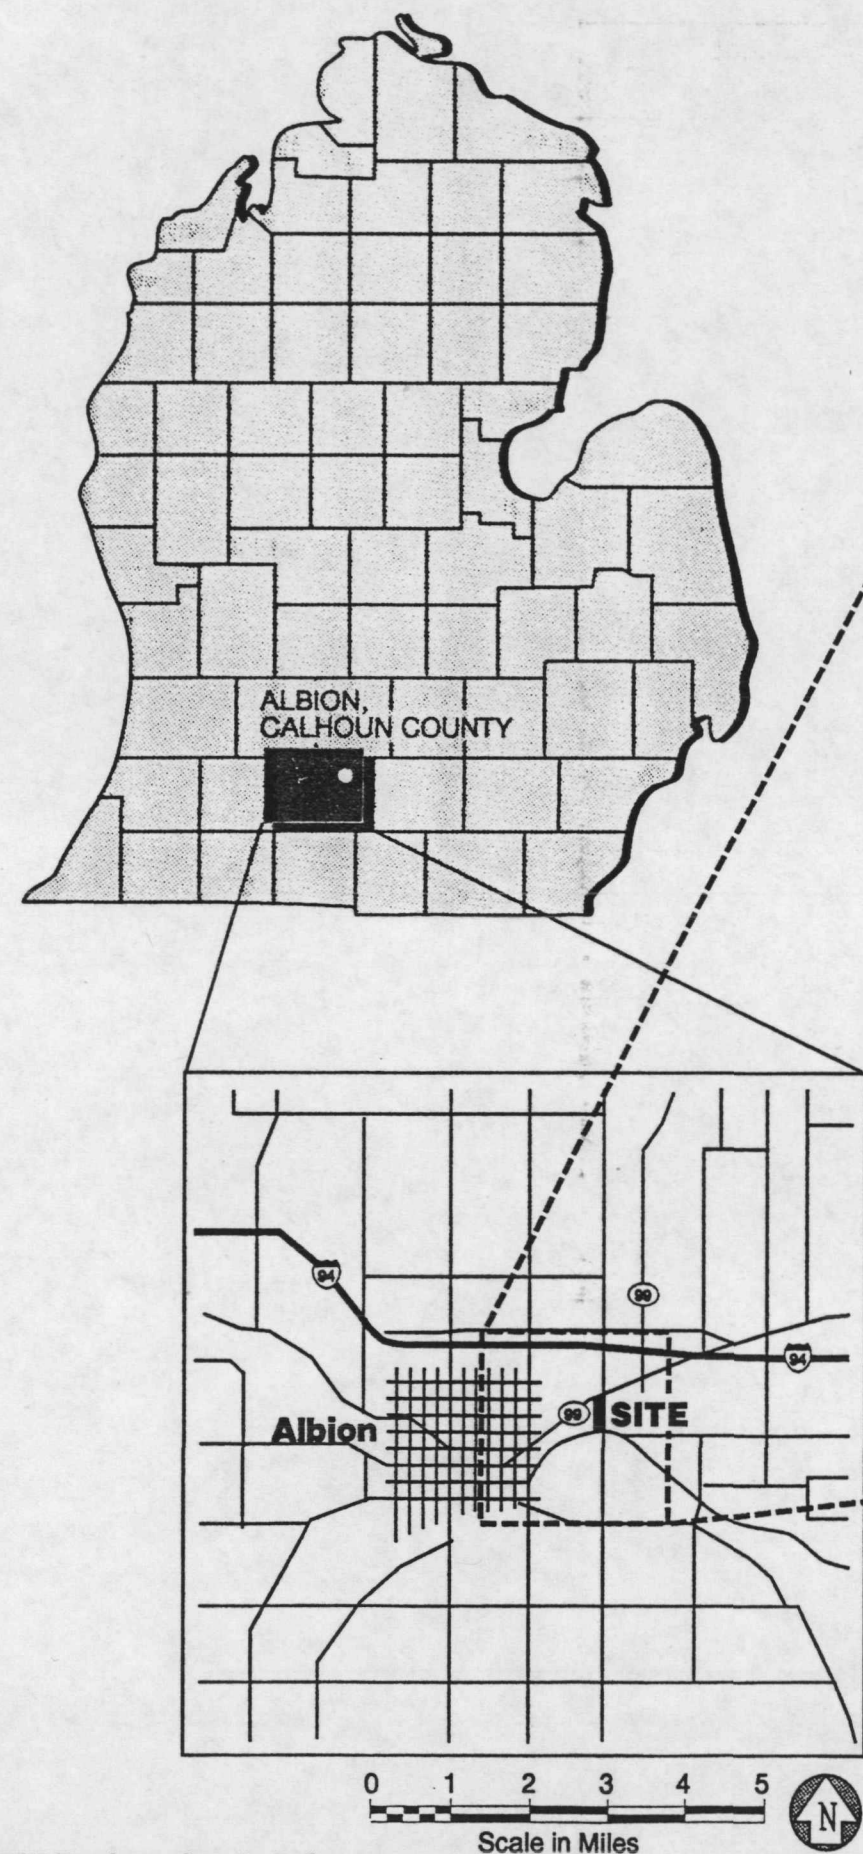 ALBION,
CALHOUN COUNTY
94
99
94
99
SITE
Albion
0 1 2 3 4 5
Scale in Miles
N